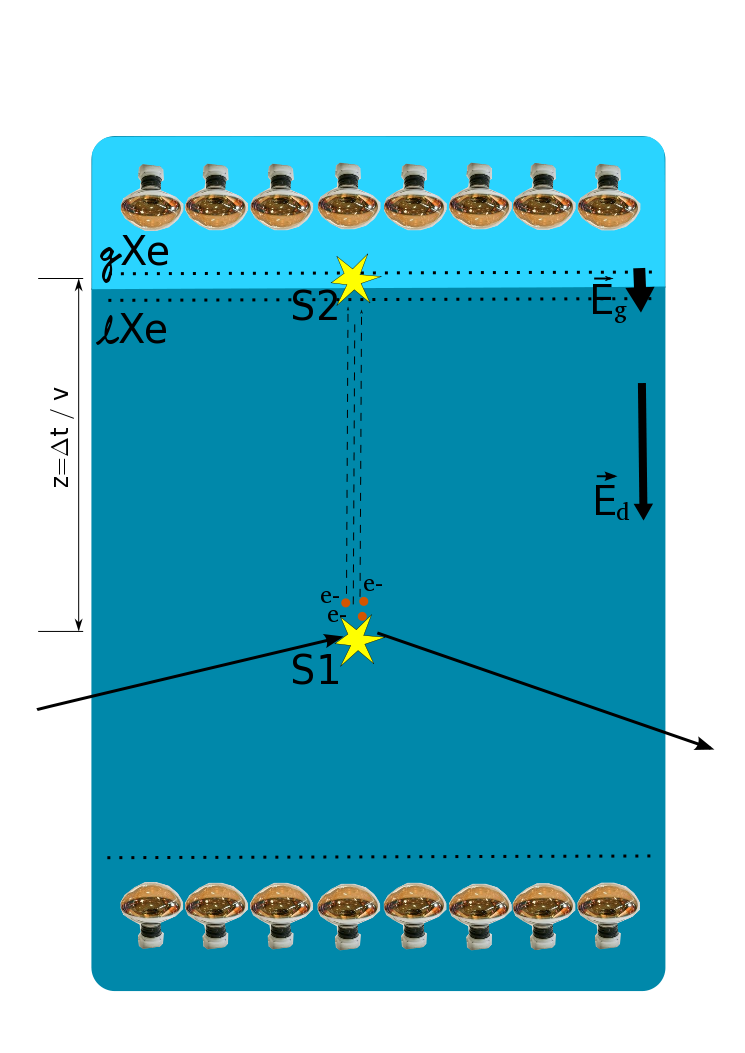 gXe
S2
E⃗g
lXe
z=Δt / v
E⃗d
e-
e-
e-
S1